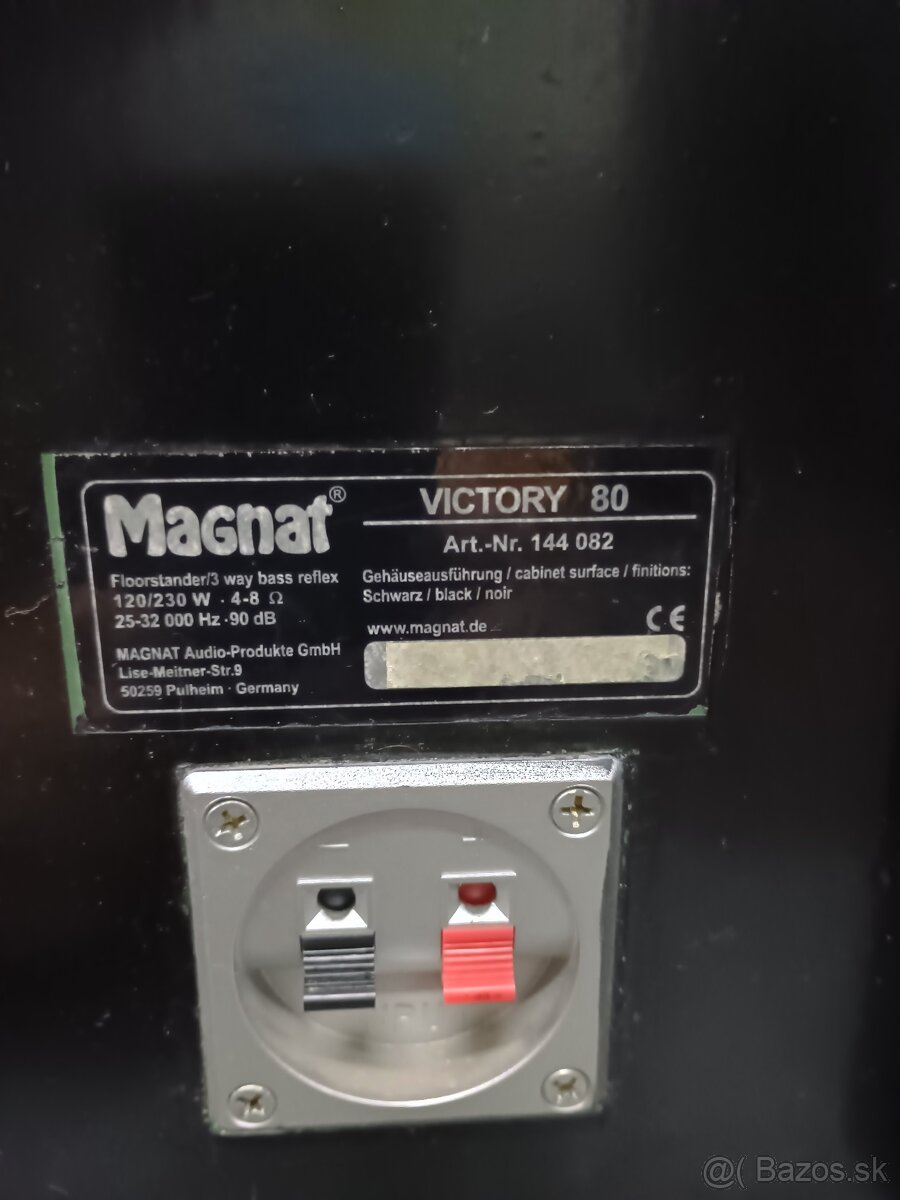 Magnat®
Floorstander/3 way bass reflex
120/230 W · 4-8 Ω
25-32 000 Hz ·90 dB
MAGNAT Audio-Produkte GmbH
Lise-Meitner-Str.9
50259 Pulheim · Germany
VICTORY 80
Art.-Nr. 144 082
Gehäuseausführung / cabinet surface / finitions:
Schwarz / black / noir
www.magnat.de
CE
@( Bazos.sk